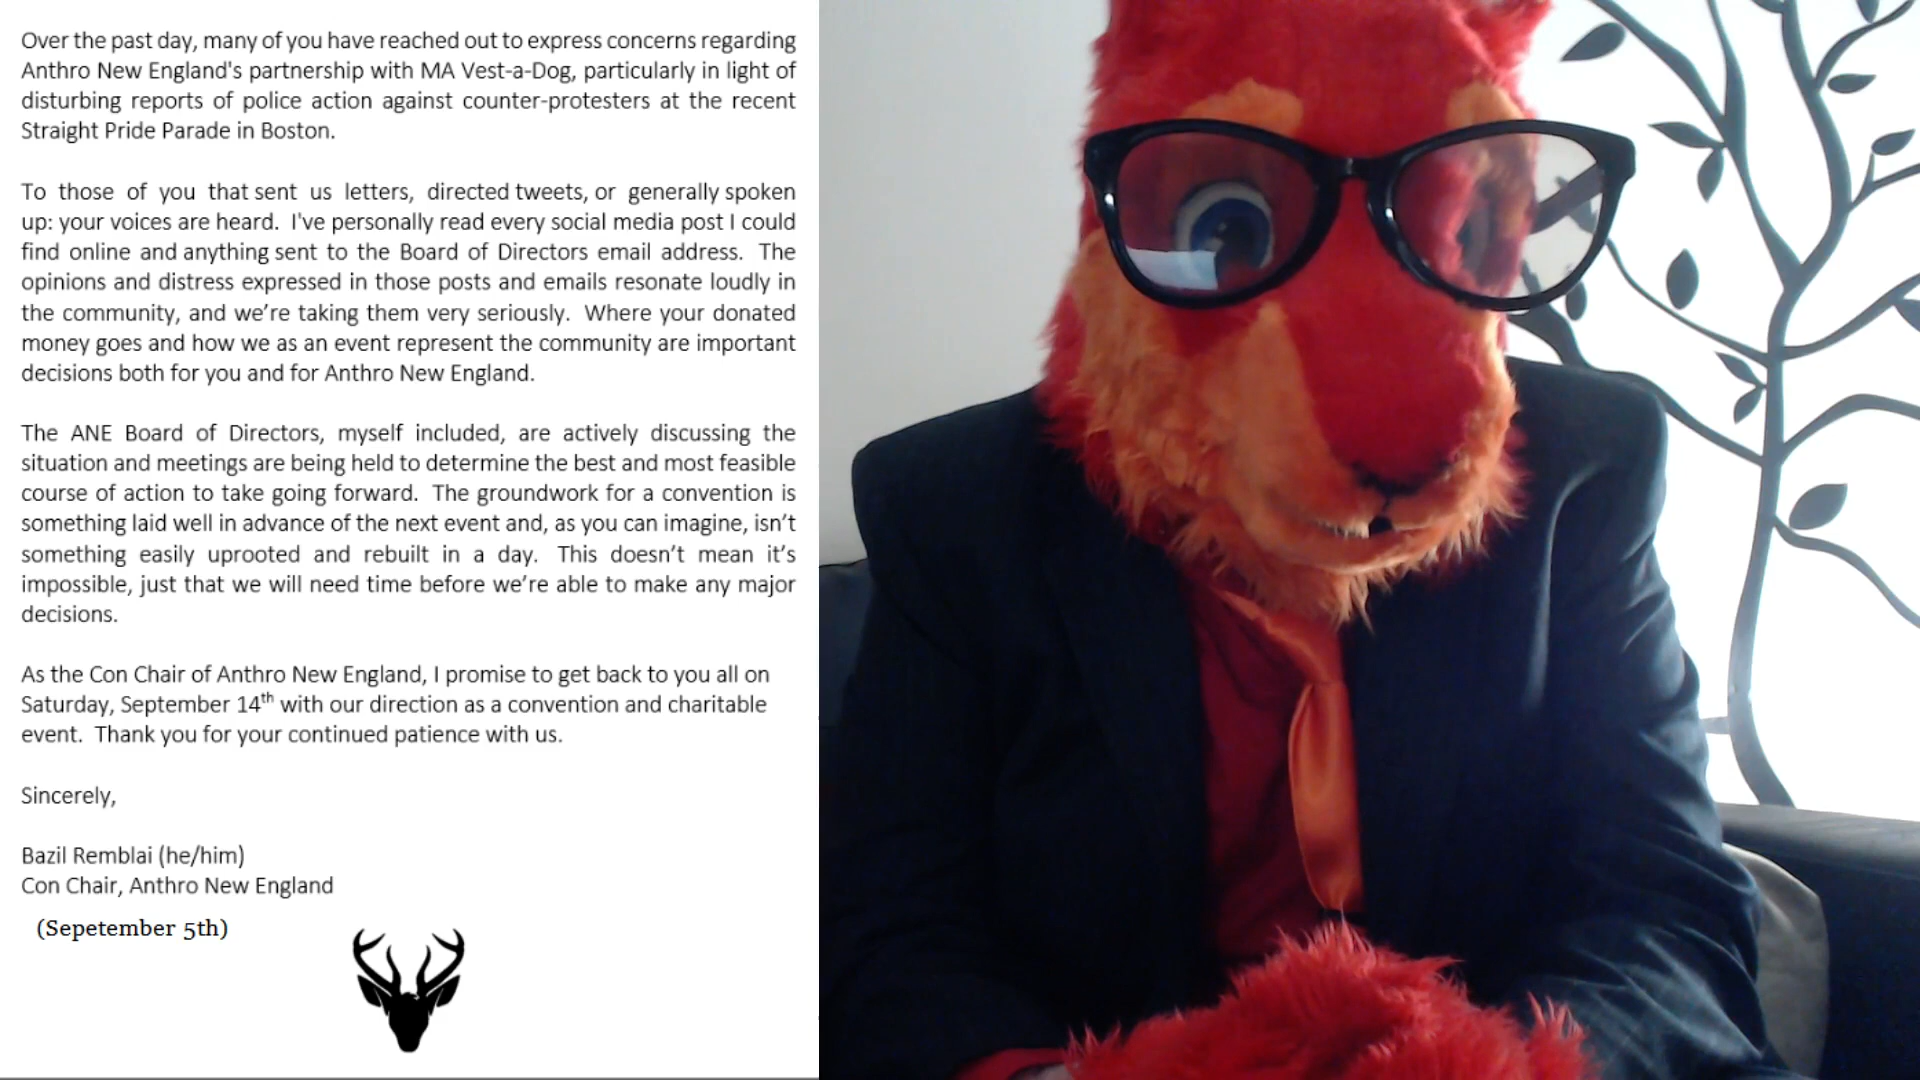 Over the past day, many of you have reached out to express concerns regarding
Anthro New England's partnership with MA Vest-a-Dog, particularly in light of
disturbing reports of police action against counter-protesters at the recent
Straight Pride Parade in Boston.
To those of you that sent us letters, directed tweets, or generally spoken
up: your voices are heard. I've personally read every social media post I could
find online and anything sent to the Board of Directors email address. The
opinions and distress expressed in those posts and emails resonate loudly in
the community, and we’re taking them very seriously. Where your donated
money goes and how we as an event represent the community are important
decisions both for you and for Anthro New England.
The ANE Board of Directors, myself included, are actively discussing the
situation and meetings are being held to determine the best and most feasible
course of action to take going forward. The groundwork for a convention is
something laid well in advance of the next event and, as you can imagine, isn’t
something easily uprooted and rebuilt in a day. This doesn’t mean it’s
impossible, just that we will need time before we’re able to make any major
decisions.
As the Con Chair of Anthro New England, I promise to get back to you all on
Saturday, September 14th with our direction as a convention and charitable
event. Thank you for your continued patience with us.
Sincerely,
Bazil Remblai (he/him)
Con Chair, Anthro New England
(Sepetember 5th)